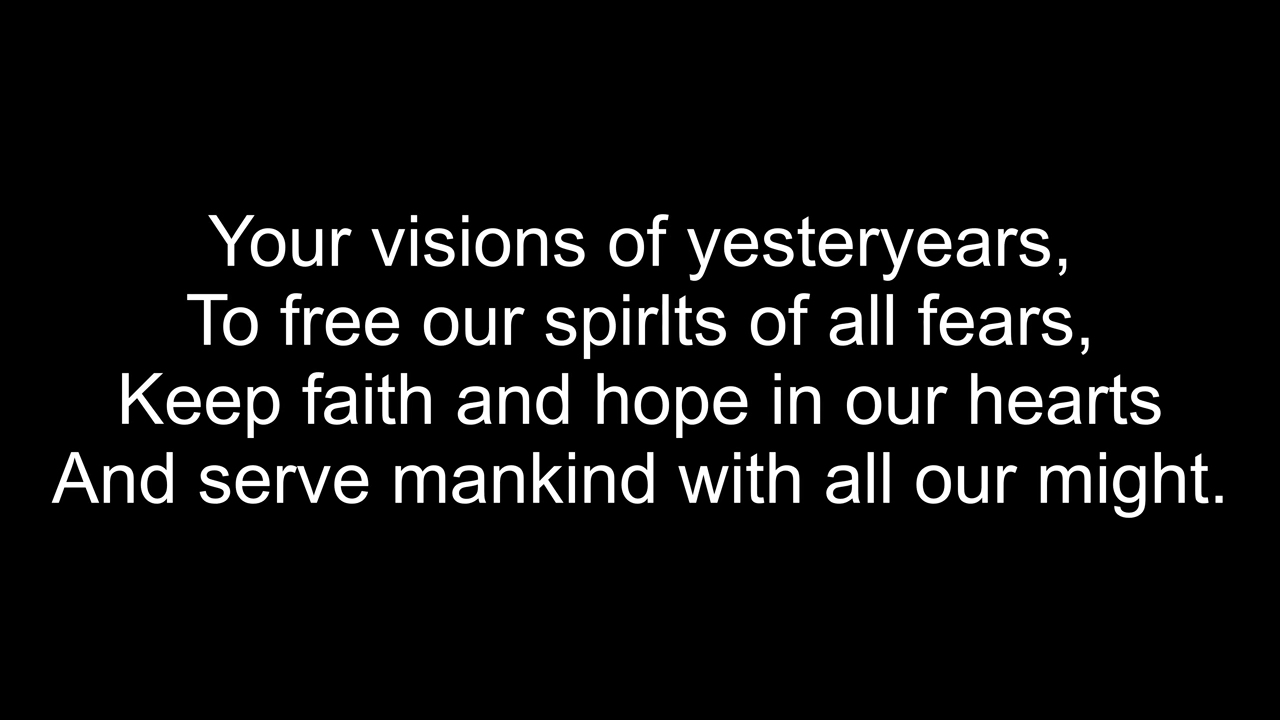 Your visions of yesteryears,
To free our spirlts of all fears,
Keep faith and hope in our hearts
And serve mankind with all our might.